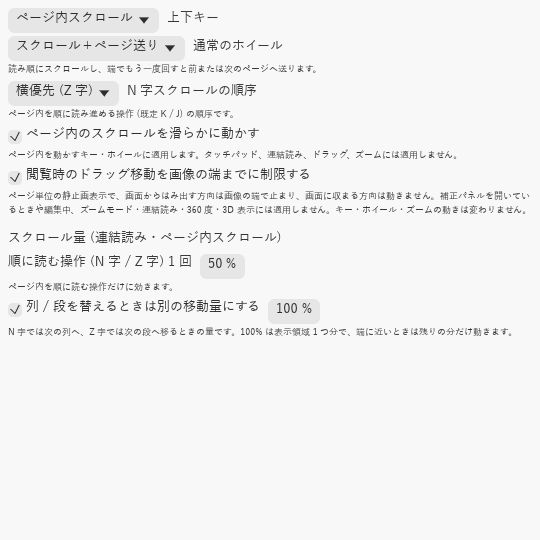 ページ内スクロール 上下キー
スクロール＋ページ送り 通常のホイール
読み順にスクロールし、端でもう一度回すと前または次のページへ送ります。
横優先 (Z 字) N 字スクロールの順序
ページ内を順に読み進める操作 (既定 K / J) の順序です。
ページ内のスクロールを滑らかに動かす
ページ内を動かすキー・ホイールに適用します。タッチパッド、連結読み、ドラッグ、ズームには適用しません。
閲覧時のドラッグ移動を画像の端までに制限する
ページ単位の静止画表示で、画面からはみ出す方向は画像の端で止まり、画面に収まる方向は動きません。補正パネルを開いてい
るときや編集中、ズームモード・連結読み・360 度・3D 表示には適用しません。キー・ホイール・ズームの動きは変わりません。
スクロール量 (連結読み・ページ内スクロール)
順に読む操作 (N 字 / Z 字) 1 回 50 %
ページ内を順に読む操作だけに効きます。
列 / 段を替えるときは別の移動量にする 100 %
N 字では次の列へ、Z 字では次の段へ移るときの量です。100% は表示領域 1 つ分で、端に近いときは残りの分だけ動きます。